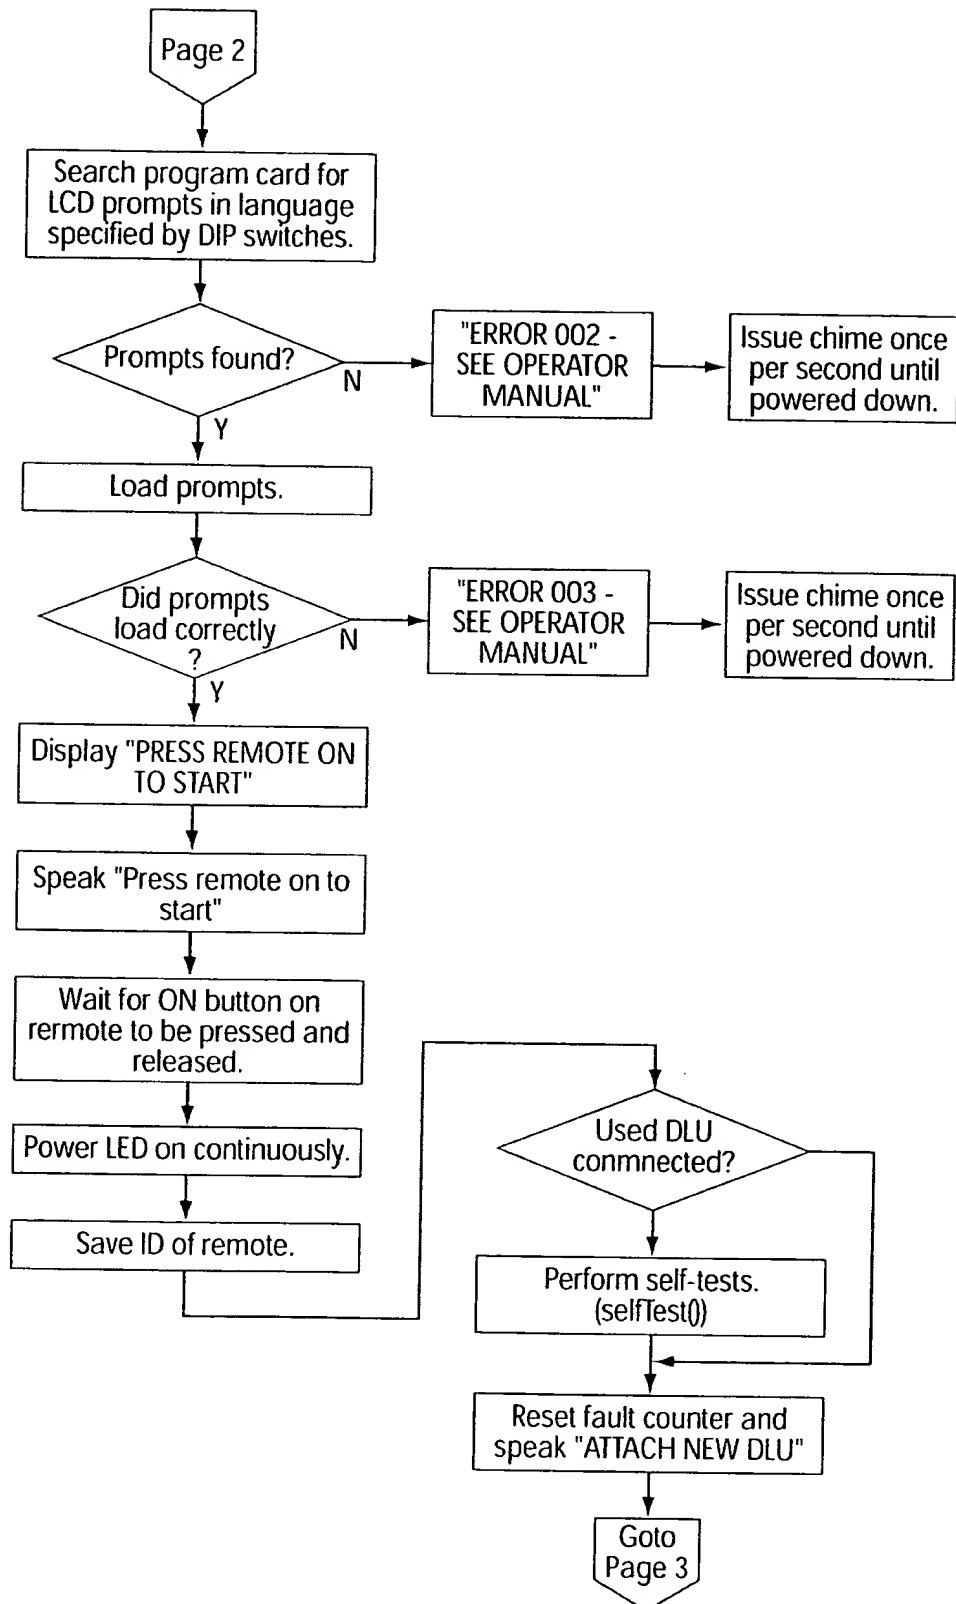 Page 2
Search program card for
LCD prompts in language
specified by DIP switches.
Prompts found?
N
"ERROR 002 -
SEE OPERATOR
MANUAL"
Issue chime once
per second until
powered down.
Y
Load prompts.
Did prompts
load correctly
?
N
"ERROR 003 -
SEE OPERATOR
MANUAL"
Issue chime once
per second until
powered down.
Y
Display "PRESS REMOTE ON
TO START"
Speak "Press remote on to
start"
Wait for ON button on
rermote to be pressed and
released.
Power LED on continuously.
Save ID of remote.
Used DLU
conmnected?
Perform self-tests.
(selfTest())
Reset fault counter and
speak "ATTACH NEW DLU"
Goto
Page 3